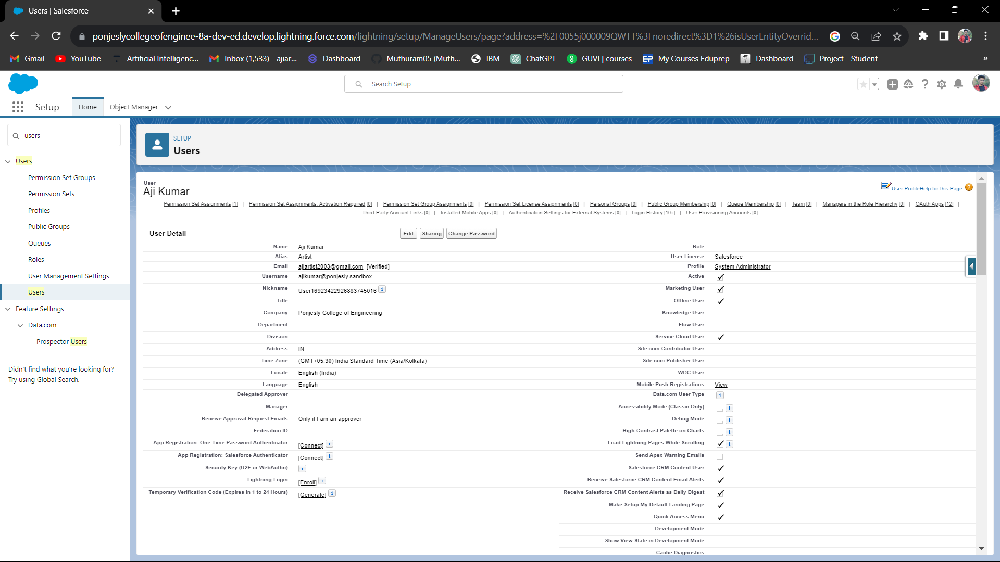 Users | Salesforce
ponjeslycollegeofenginee-8a-dev-ed.develop.lightning.force.com/lightning/setup/ManageUsers/page?address=%2F0055j000009QWTT%3Fnoredirect%3D1%26isUserEntityOverrid...
Gmail YouTube Artificial Intelligenc... Inbox (1,533) - ajiar... Dashboard Muthuram05 (Muth... IBM ChatGPT GUVI | courses My Courses Eduprep Dashboard Project - Student »
Search Setup
Setup Home Object Manager
users
Users
Permission Set Groups
Permission Sets
Profiles
Public Groups
Queues
Roles
User Management Settings
Users
Feature Settings
Data.com
Prospector Users
Didn't find what you're looking for?
Try using Global Search.
SETUP
Users
User
Aji Kumar
User Profile Help for this Page
Permission Set Assignments [1] | Permission Set Assignments: Activation Required [0] | Permission Set Group Assignments [0] | Permission Set License Assignments [0] | Personal Groups [0] | Public Group Membership [0] | Queue Membership [0] | Team [0] | Managers in the Role Hierarchy [0] | OAuth Apps [12] |
Third-Party Account Links [0] | Installed Mobile Apps [0] | Authentication Settings for External Systems [0] | Login History [10+] | User Provisioning Accounts [0]
User Detail Edit Sharing Change Password
Name Aji Kumar
Alias Artist
Email ajiartist2003@gmail.com [Verified]
Username ajikumar@ponjesly.sandbox
Nickname User16923422926883745016 i
Title
Company Ponjesly College of Engineering
Department
Division
Address IN
Time Zone (GMT+05:30) India Standard Time (Asia/Kolkata)
Locale English (India)
Language English
Delegated Approver
Manager
Receive Approval Request Emails Only if I am an approver
Federation ID
App Registration: One-Time Password Authenticator [Connect] i
App Registration: Salesforce Authenticator [Connect] i
Security Key (U2F or WebAuthn) i
Lightning Login [Enroll] i
Temporary Verification Code (Expires in 1 to 24 Hours) [Generate] i
Role
User License Salesforce
Profile System Administrator
Active
Marketing User
Offline User
Knowledge User
Flow User
Service Cloud User
Site.com Contributor User
Site.com Publisher User
WDC User
Mobile Push Registrations View
Data.com User Type i
Accessibility Mode (Classic Only) i
Debug Mode i
High-Contrast Palette on Charts i
Load Lightning Pages While Scrolling i
Send Apex Warning Emails
Salesforce CRM Content User
Receive Salesforce CRM Content Email Alerts
Receive Salesforce CRM Content Alerts as Daily Digest
Make Setup My Default Landing Page
Quick Access Menu
Development Mode
Show View State in Development Mode
Cache Diagnostics